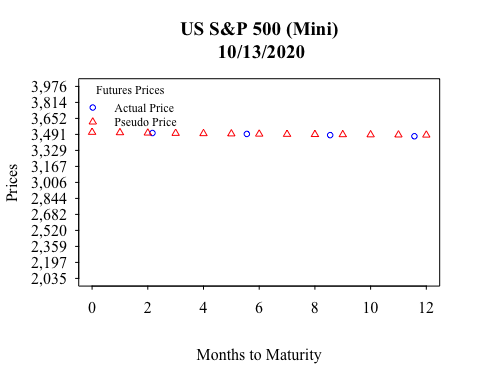 US S&P 500 (Mini)
10/13/2020
Futures Prices
Actual Price
Pseudo Price
Prices
3,976
3,814
3,652
3,491
3,329
3,167
3,006
2,844
2,682
2,520
2,359
2,197
2,035
0 2 4 6 8 10 12
Months to Maturity